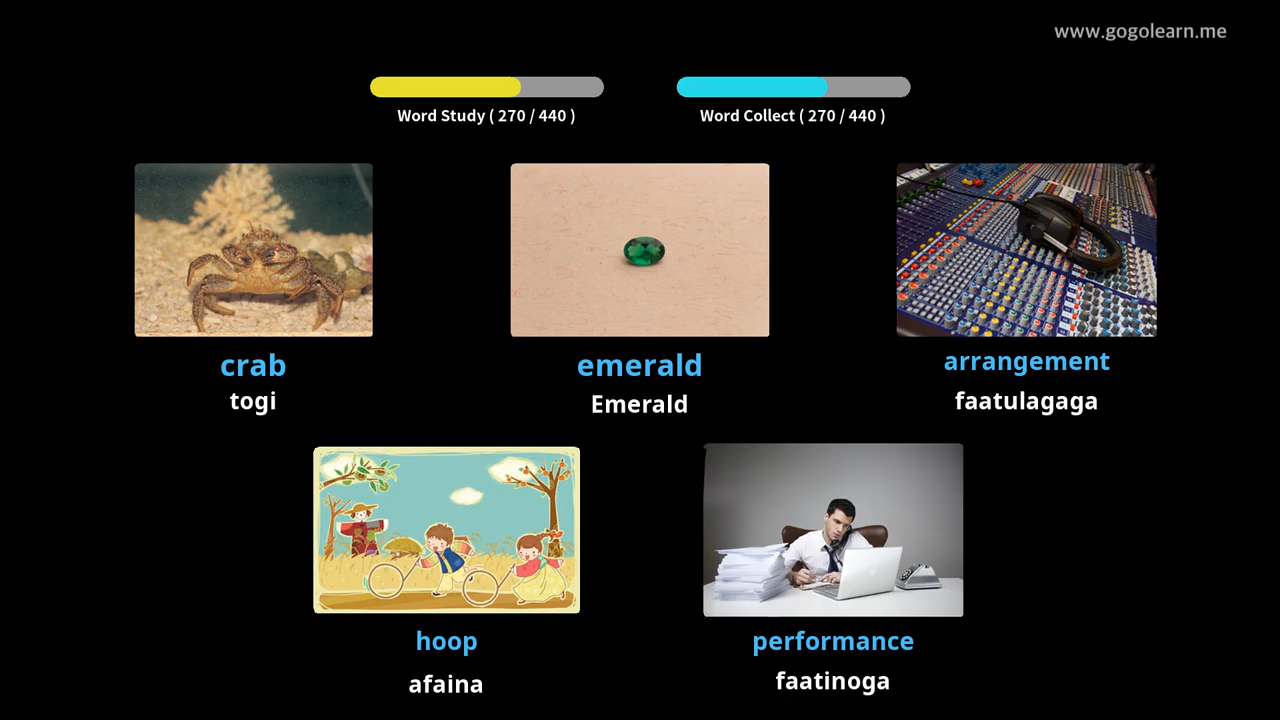 www.gogolearn.me
Word Study ( 270 / 440 )
Word Collect ( 270 / 440 )
crab
togi
emerald
Emerald
arrangement
faatulagaga
hoop
afaina
performance
faatinoga